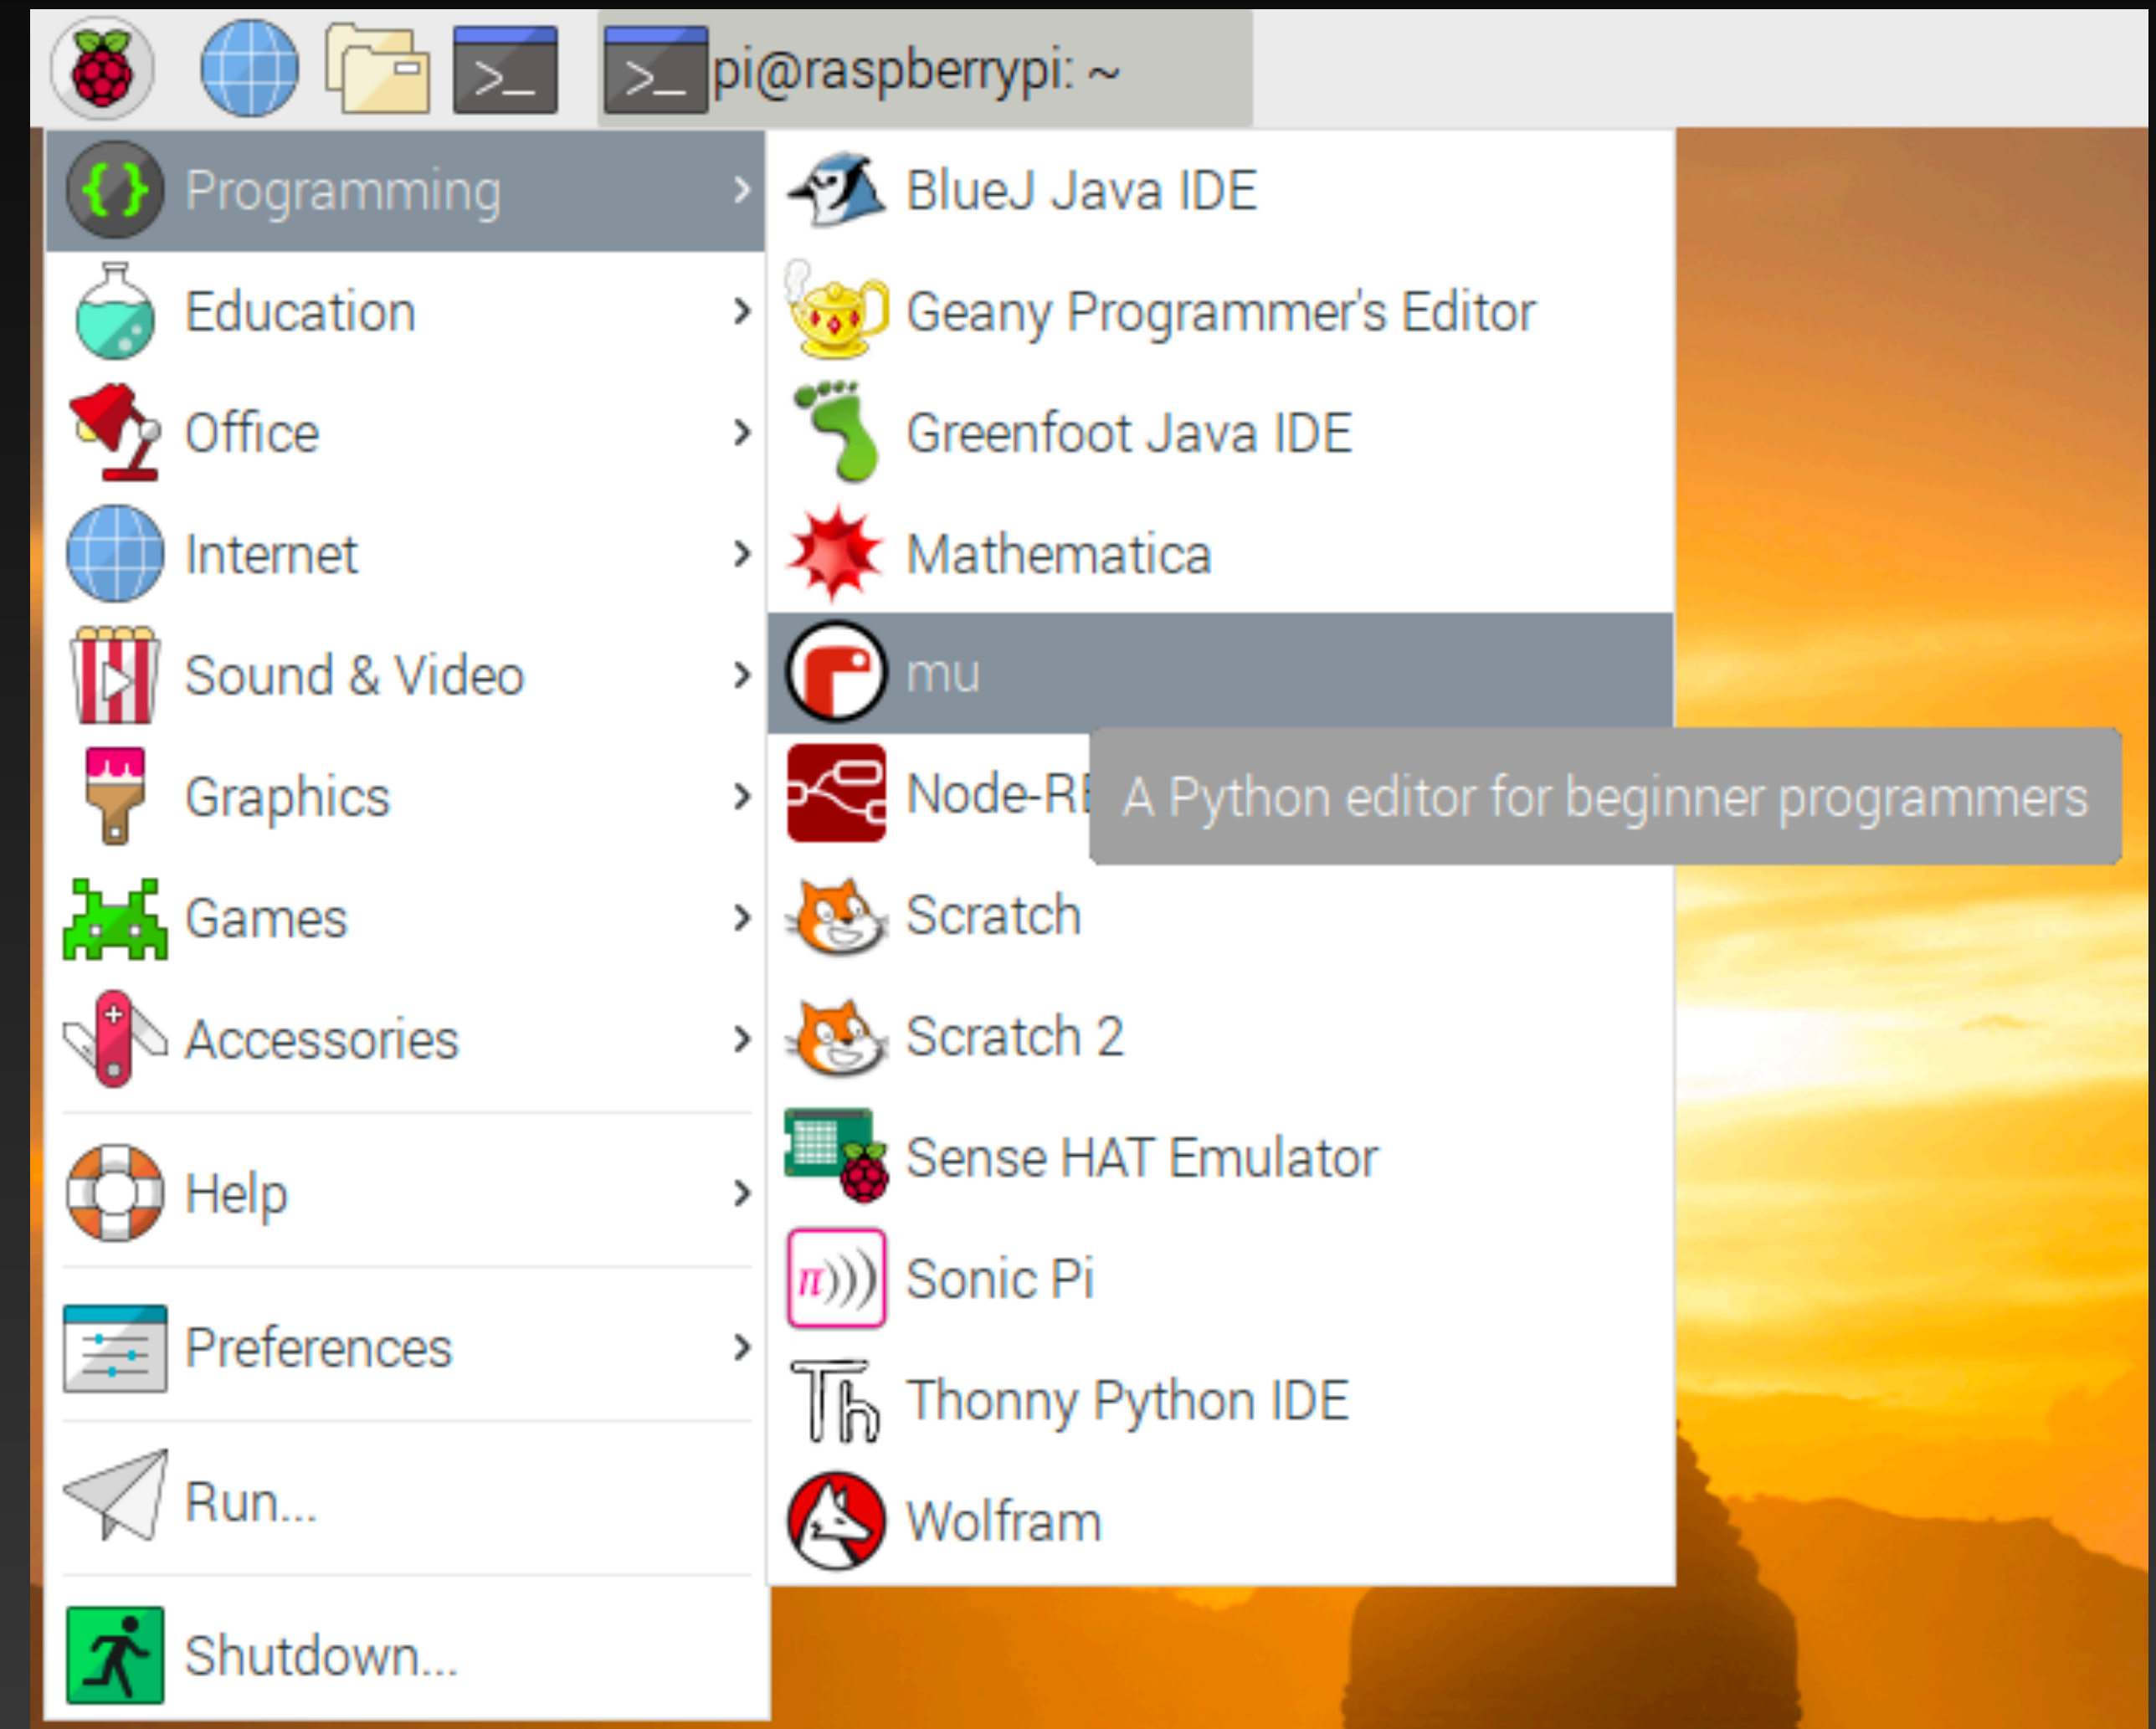 pi@raspberrypi: ~
Programming
Education
Office
Internet
Sound & Video
Graphics
Games
Accessories
Help
Preferences
Run...
Shutdown...
BlueJ Java IDE
Geany Programmer's Editor
Greenfoot Java IDE
Mathematica
mu
A Python editor for beginner programmers
Scratch
Scratch 2
Sense HAT Emulator
Sonic Pi
Thonny Python IDE
Wolfram